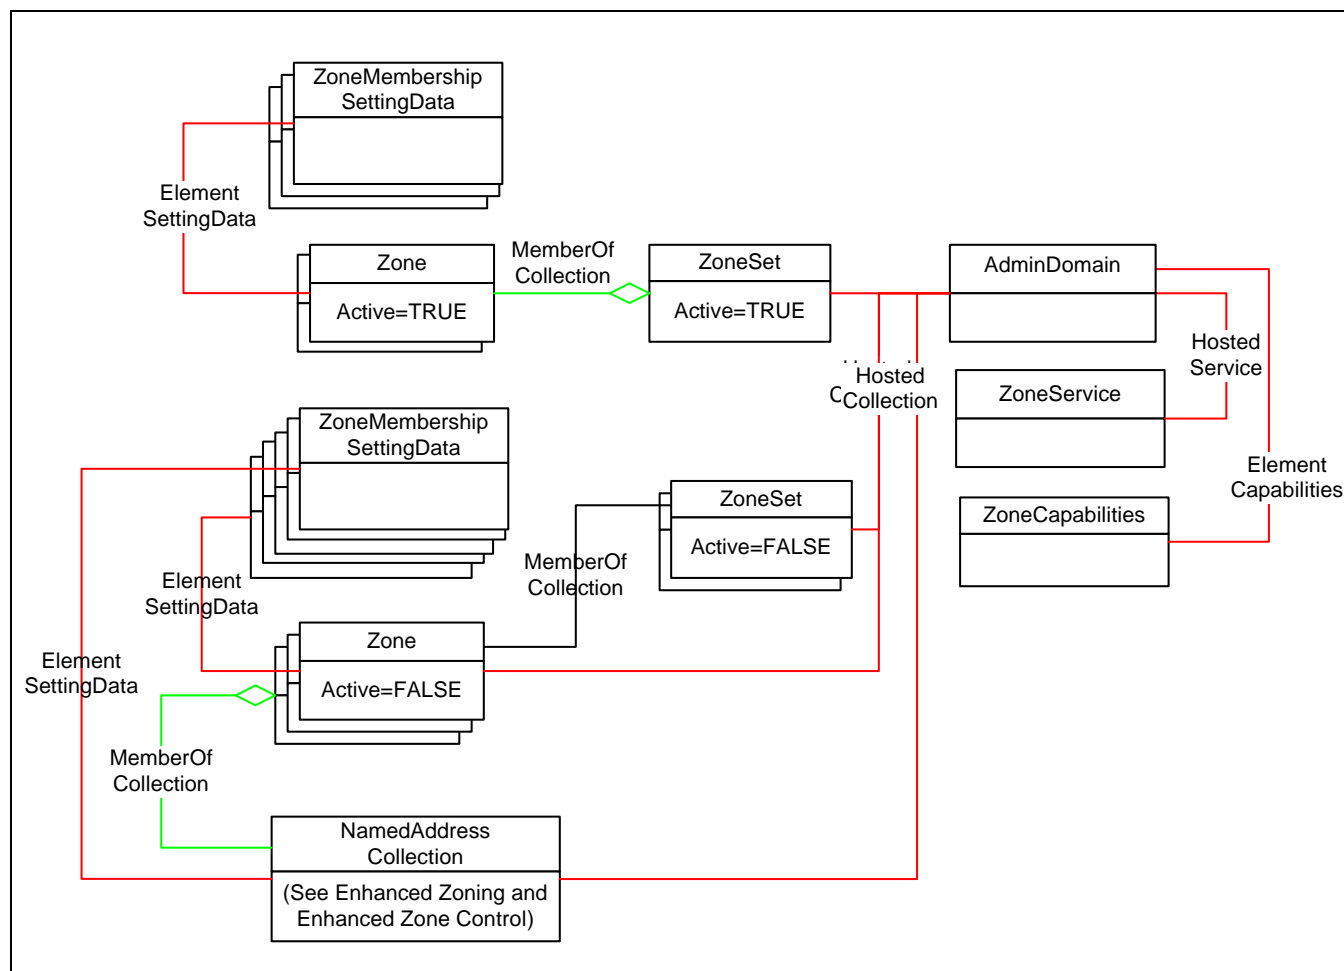 ZoneMembership
SettingData
Element
SettingData
Zone
Active=TRUE
MemberOf
Collection
ZoneSet
Active=TRUE
AdminDomain
Hosted
Service
Hosted
Collection
ZoneService
ZoneMembership
SettingData
Element
Capabilities
ZoneSet
Active=FALSE
ZoneCapabilities
MemberOf
Collection
Element
SettingData
Zone
Active=FALSE
Element
SettingData
MemberOf
Collection
NamedAddress
Collection
(See Enhanced Zoning and
Enhanced Zone Control)